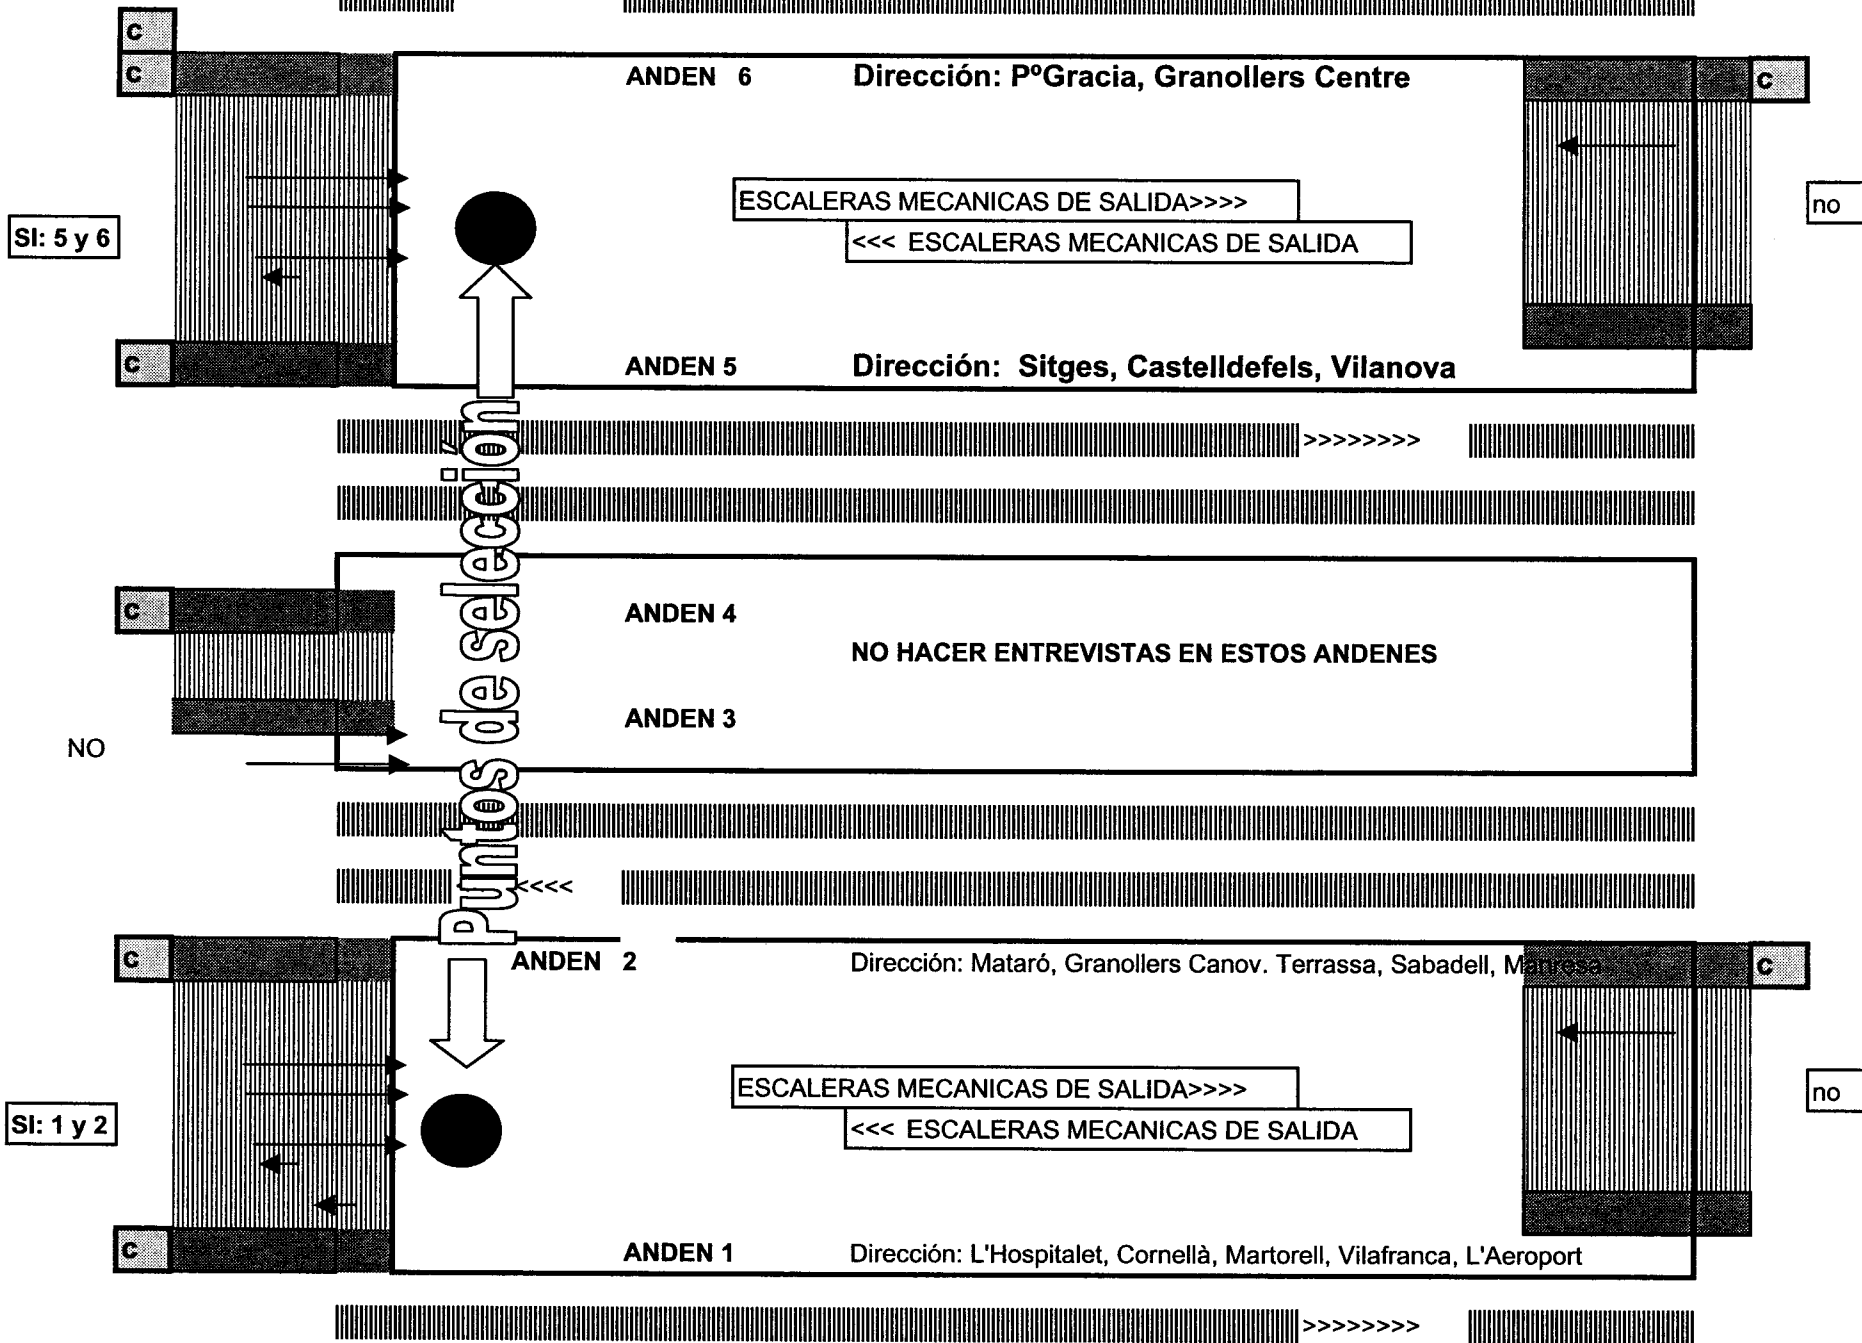 C
C
ANDEN 6 Dirección: PºGracia, Granollers Centre
C
ESCALERAS MECANICAS DE SALIDA>>>>
no
SI: 5 y 6
<<< ESCALERAS MECANICAS DE SALIDA
C
ANDEN 5 Dirección: Sitges, Castelldefels, Vilanova
>>>>>>>>
Puntos de selección
C
ANDEN 4
NO HACER ENTREVISTAS EN ESTOS ANDENES
ANDEN 3
NO
<<<<
C
ANDEN 2 Dirección: Mataró, Granollers Canov. Terrassa, Sabadell, Manresa
C
ESCALERAS MECANICAS DE SALIDA>>>>
no
SI: 1 y 2
<<< ESCALERAS MECANICAS DE SALIDA
C
ANDEN 1 Dirección: L'Hospitalet, Cornellà, Martorell, Vilafranca, L'Aeroport
>>>>>>>>